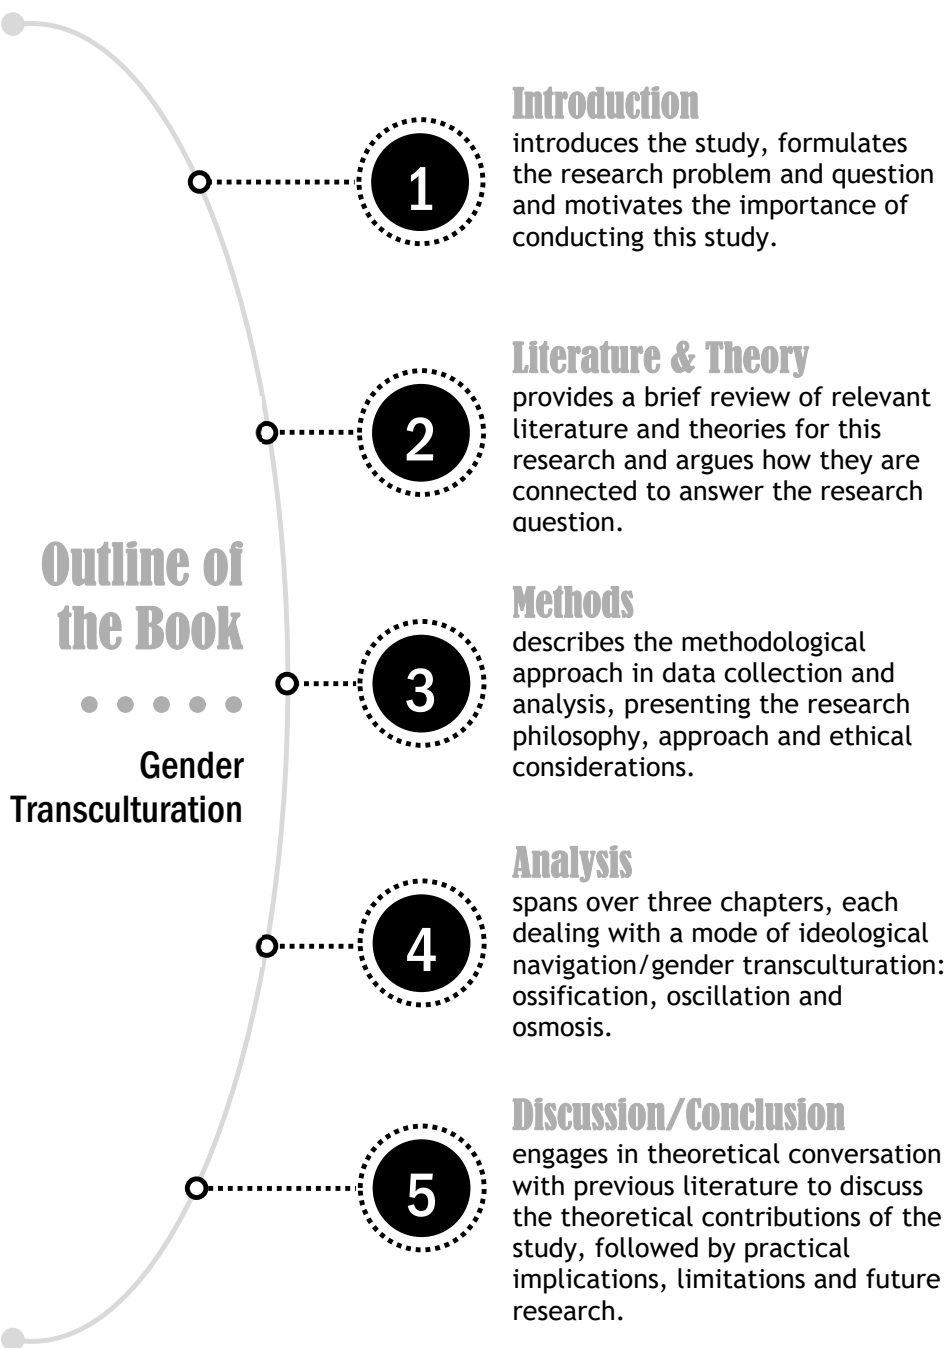 Outline of
the Book
Gender
Transculturation
1
Introduction
introduces the study, formulates
the research problem and question
and motivates the importance of
conducting this study.
2
Literature & Theory
provides a brief review of relevant
literature and theories for this
research and argues how they are
connected to answer the research
question.
3
Methods
describes the methodological
approach in data collection and
analysis, presenting the research
philosophy, approach and ethical
considerations.
4
Analysis
spans over three chapters, each
dealing with a mode of ideological
navigation/gender transculturation:
ossification, oscillation and
osmosis.
5
Discussion/Conclusion
engages in theoretical conversation
with previous literature to discuss
the theoretical contributions of the
study, followed by practical
implications, limitations and future
research.